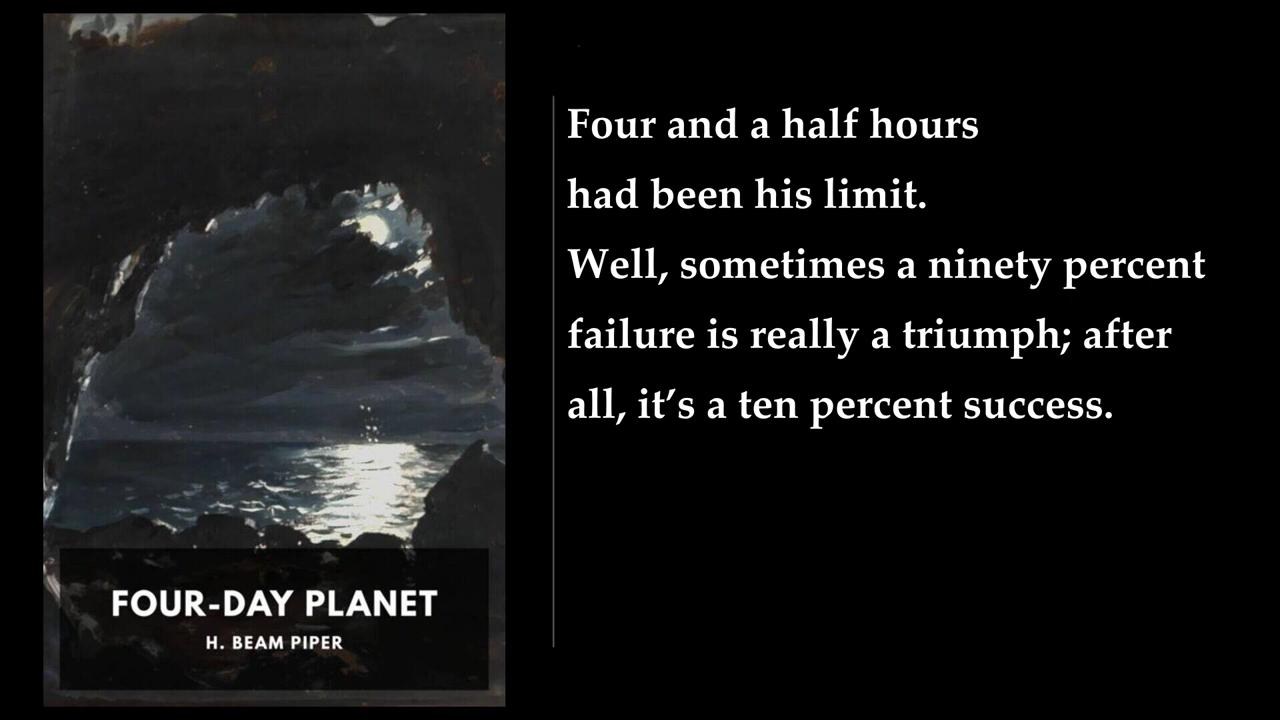 FOUR-DAY PLANET
H. BEAM PIPER
Four and a half hours
had been his limit.
Well, sometimes a ninety percent
failure is really a triumph; after
all, it’s a ten percent success.